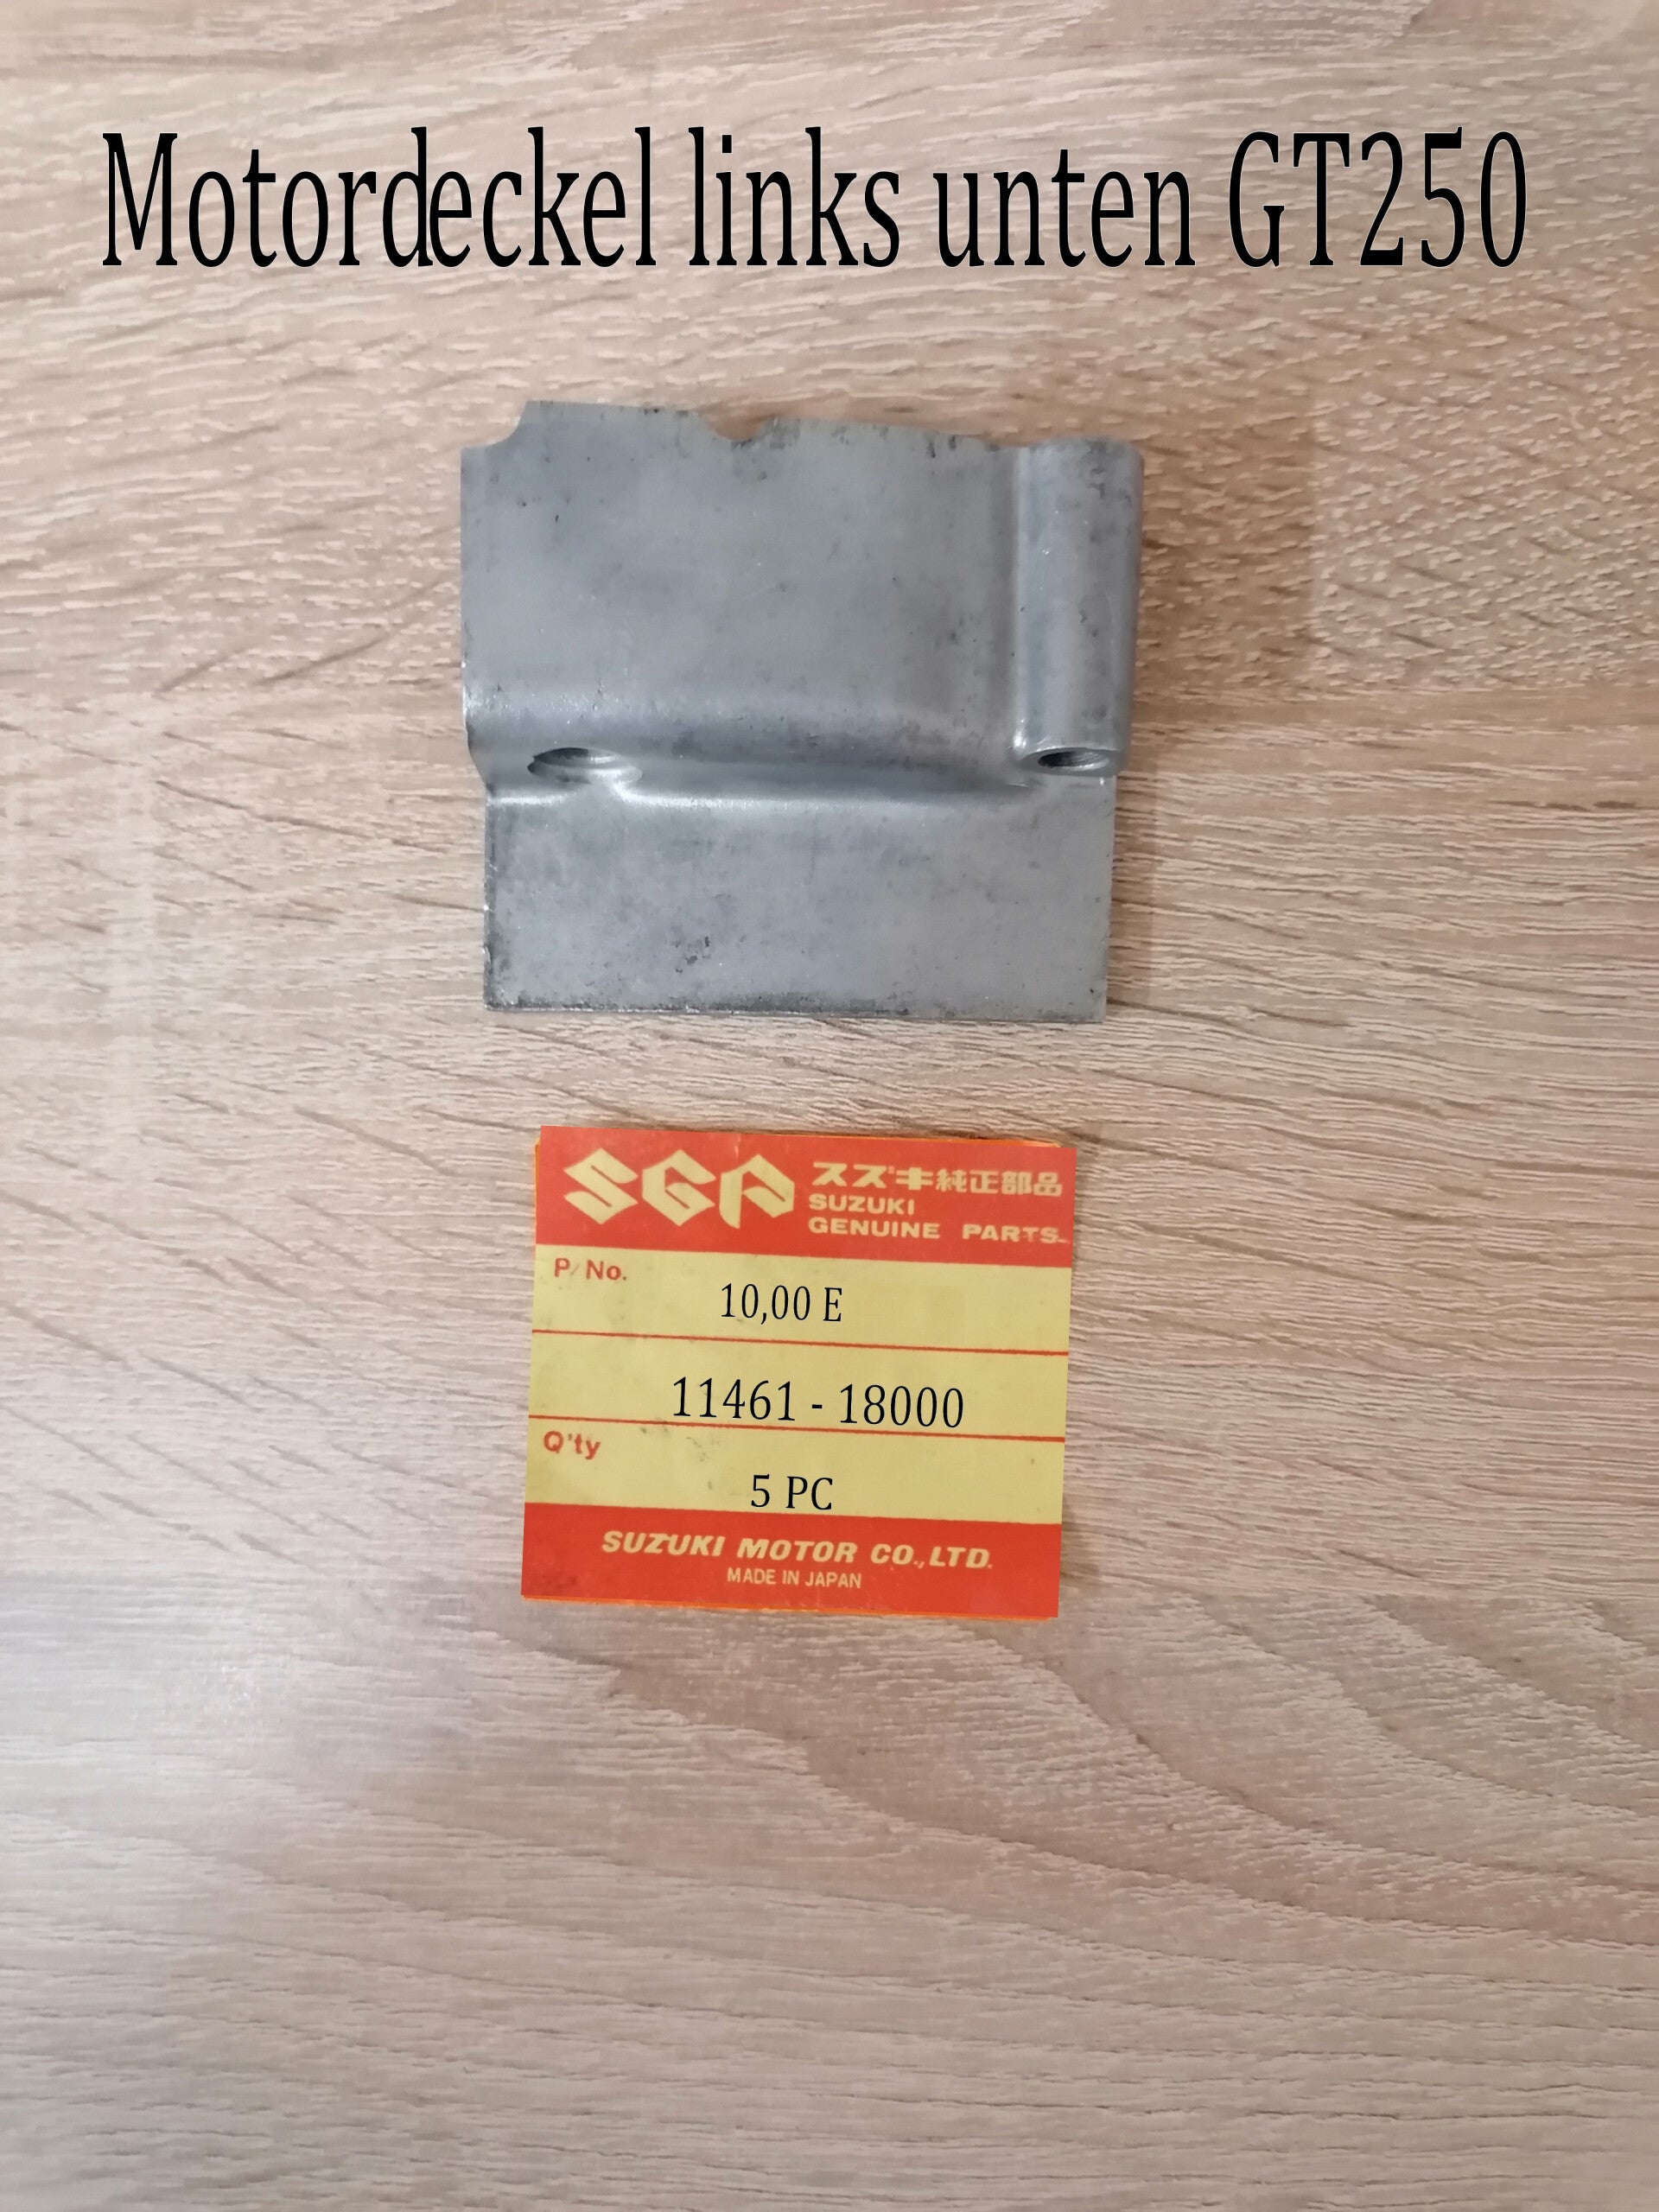 Motordeckel links unten GT250
SGP スズキ純正部品
SUZUKI
GENUINE PARTS
P/No.
10,00 E
11461 - 18000
Q'ty
5 PC
SUZUKI MOTOR CO.,LTD.
MADE IN JAPAN